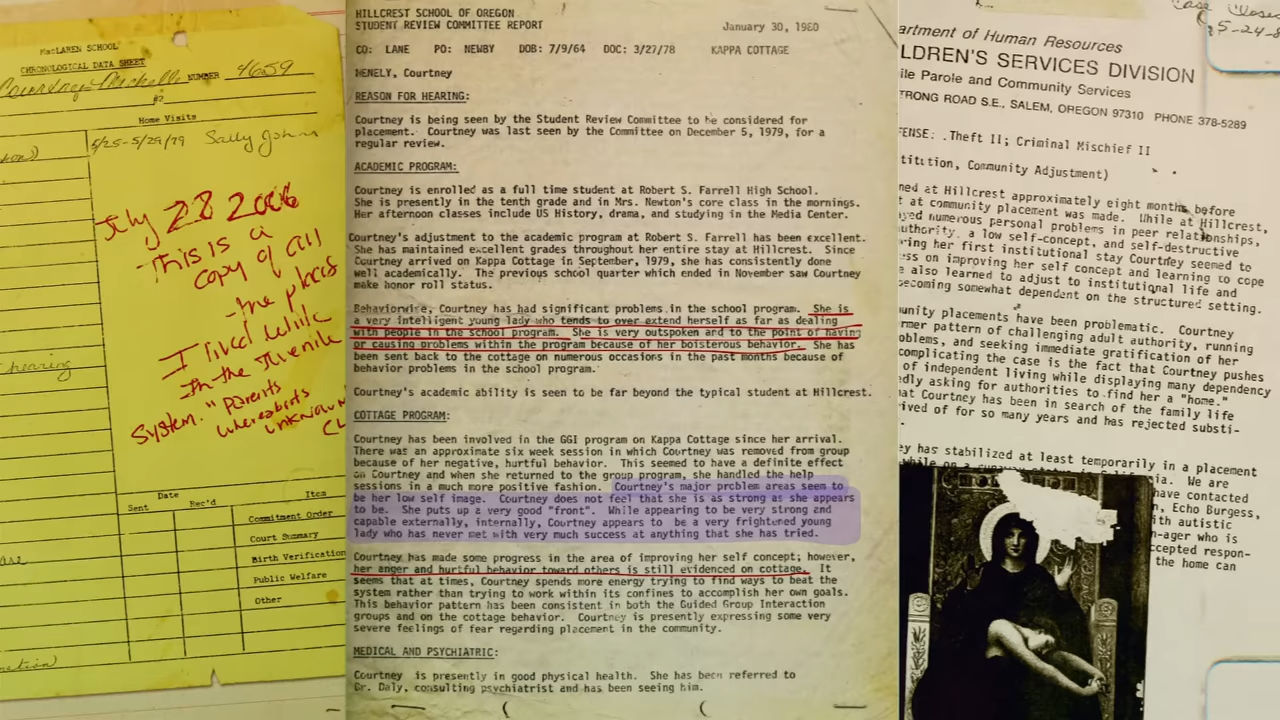 MacLAREN SCHOOL
CHRONOLOGICAL DATA SHEET
Courtney Michelle NUMBER 4659
#2
Home Visits
5/25-5/29/79 Sally John
hearing
July 28 2006
This is a
copy of all
the places
I lived while
In the Juvenile
System. "Parents
whereabouts
unknown
CL
Date
Sent Rec'd Item
Commitment Order
Court Summary
Birth Verification
Public Welfare
Other
HILLCREST SCHOOL OF OREGON
STUDENT REVIEW COMMITTEE REPORT January 30, 1980
CO: LANE PO: NEWBY DOB: 7/9/64 DOC: 3/27/78 KAPPA COTTAGE
MENELY, Courtney
REASON FOR HEARING:
Courtney is being seen by the Student Review Committee to be considered for
placement. Courtney was last seen by the Committee on December 5, 1979, for a
regular review.
ACADEMIC PROGRAM:
Courtney is enrolled as a full time student at Robert S. Farrell High School.
She is presently in the tenth grade and in Mrs. Newton's core class in the mornings.
Her afternoon classes include US History, drama, and studying in the Media Center.
Courtney's adjustment to the academic program at Robert S. Farrell has been excellent.
She has maintained excellent grades throughout her entire stay at Hillcrest. Since
Courtney arrived on Kappa Cottage in September, 1979, she has consistently done
well academically. The previous school quarter which ended in November saw Courtney
make honor roll status.
Behaviorwise, Courtney has had significant problems in the school program. She is
a very intelligent young lady who tends to over extend herself as far as dealing
with people in the school program. She is very outspoken and to the point of having
or causing problems within the program because of her boisterous behavior. She has
been sent back to the cottage on numerous occasions in the past months because of
behavior problems in the school program.
Courtney's academic ability is seen to be far beyond the typical student at Hillcrest.
COTTAGE PROGRAM:
Courtney has been involved in the GGI program on Kappa Cottage since her arrival.
There was an approximate six week session in which Courtney was removed from group
because of her negative, hurtful behavior. This seemed to have a definite effect
on Courtney and when she returned to the group program, she handled the help
sessions in a much more positive fashion. Courtney's major problem areas seem to
be her low self image. Courtney does not feel that she is as strong as she appears
to be. She puts up a very good "front". While appearing to be very strong and
capable externally, internally, Courtney appears to be a very frightened young
lady who has never met with very much success at anything that she has tried.
Courtney has made some progress in the area of improving her self concept; however,
her anger and hurtful behavior toward others is still evidenced on cottage. It
seems that at times, Courtney spends more energy trying to find ways to beat the
system rather than trying to work within its confines to accomplish her own goals.
This behavior pattern has been consistent in both the Guided Group Interaction
groups and on the cottage behavior. Courtney is presently expressing some very
severe feelings of fear regarding placement in the community.
MEDICAL AND PSYCHIATRIC:
Courtney is presently in good physical health. She has been referred to
Dr. Daly, consulting psychiatrist and has been seeing him.
Case Closed
5-24-8
artment of Human Resources
LDREN'S SERVICES DIVISION
ile Parole and Community Services
TRONG ROAD S.E., SALEM, OREGON 97310 PHONE 378-5289
FENSE: Theft II; Criminal Mischief II
titution, Community Adjustment)
ned at Hillcrest approximately eight months before
t at community placement was made. While at Hillcrest,
yed numerous personal problems in peer relationships,
uthority, a low self-concept, and self-destructive
ring her first institutional stay Courtney seemed to
ess on improving her self concept and learning to cope
e also learned to adjust to institutional life and
ecoming somewhat dependent on the structured setting.
unity placements have been problematic. Courtney
rmer pattern of challenging adult authority, running
oblems, and seeking immediate gratification of her
complicating the case is the fact that Courtney pushes
of independent living while displaying many dependency
edly asking for authorities to find her a "home."
hat Courtney has been in search of the family life
ived of for so many years and has rejected substi-
ey has stabilized at least temporarily in a placement
while on a
nia. We are
have contacted
n, Echo Burgess,
ith autistic
n-ager who is
ccepted respon-
the home can